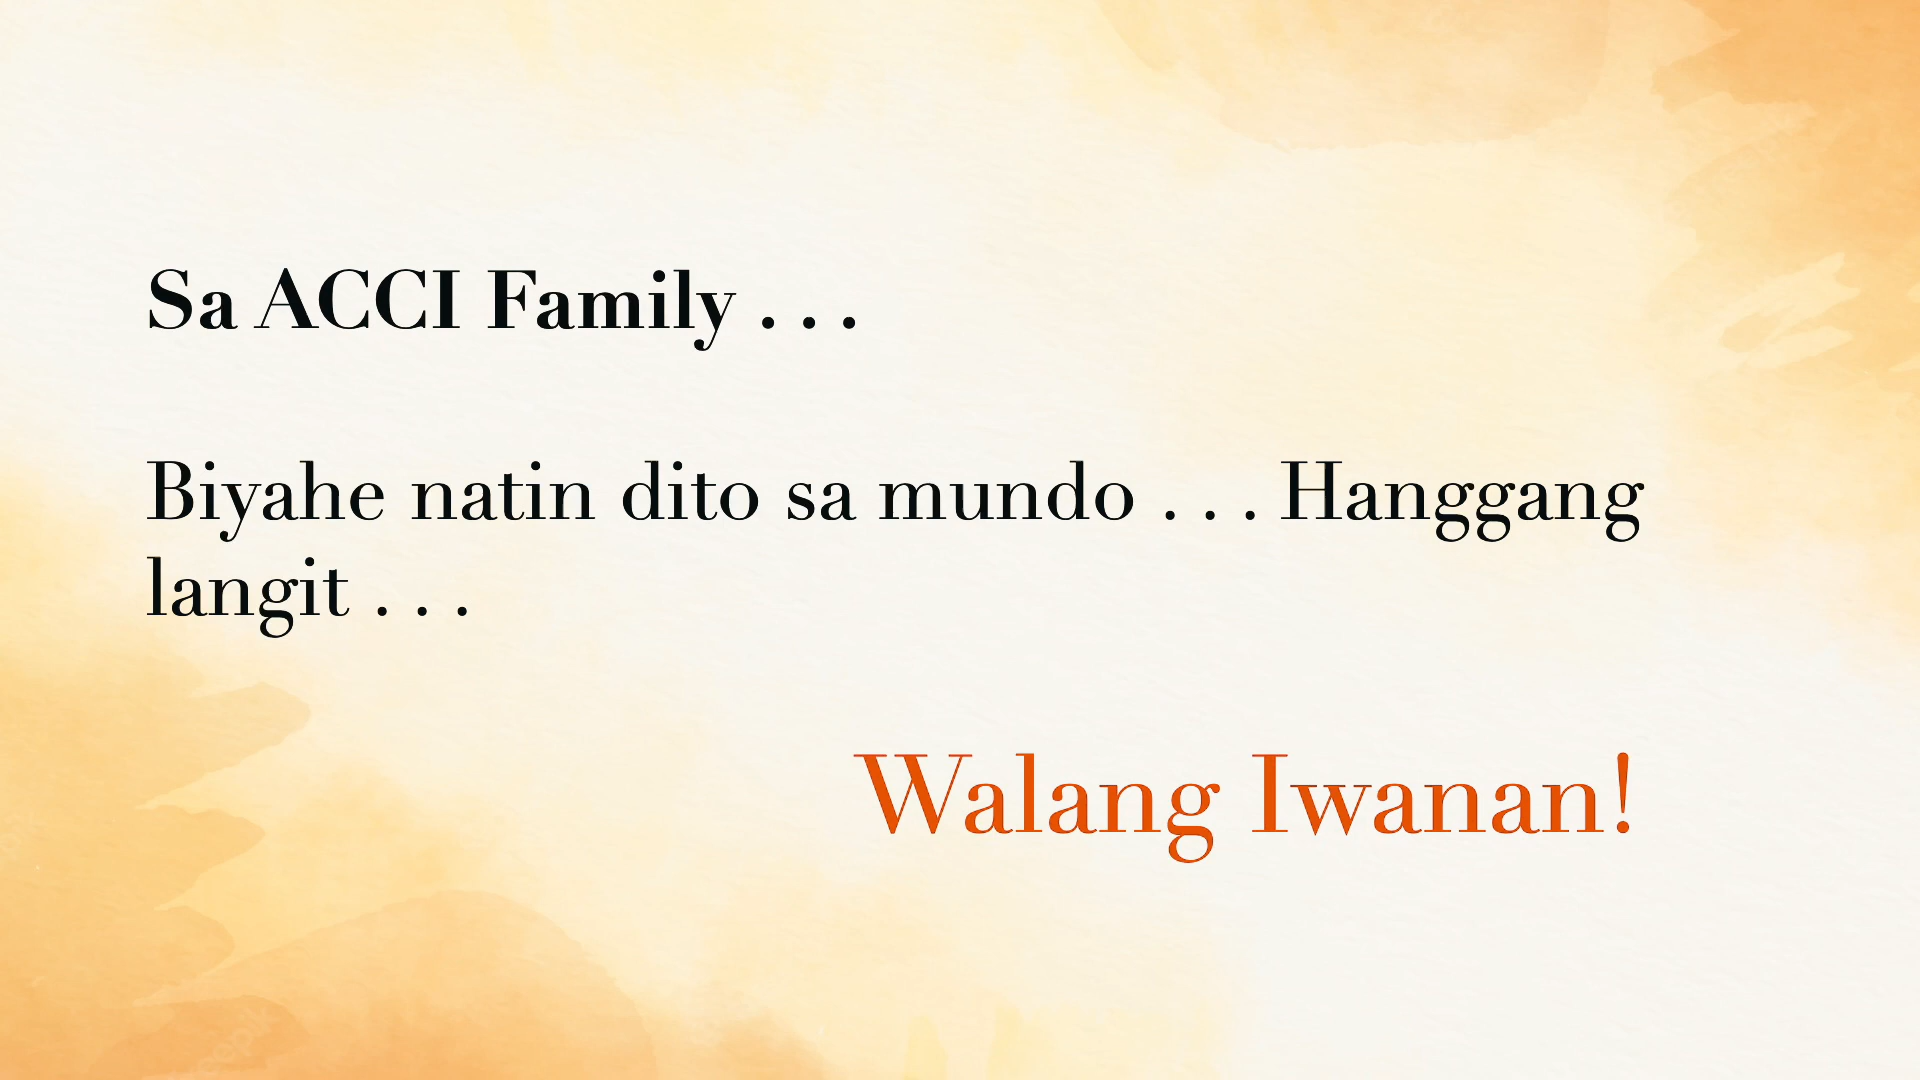 Sa ACCI Family . . .
Biyahe natin dito sa mundo . . . Hanggang
langit . . .
Walang Iwanan!